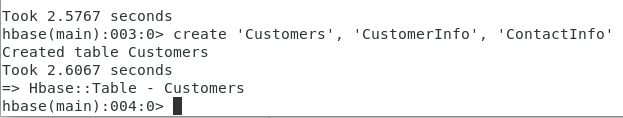 Took 2.5767 seconds
hbase(main):003:0> create 'Customers', 'CustomerInfo', 'ContactInfo'
Created table Customers
Took 2.6067 seconds
=> Hbase::Table - Customers
hbase(main):004:0>